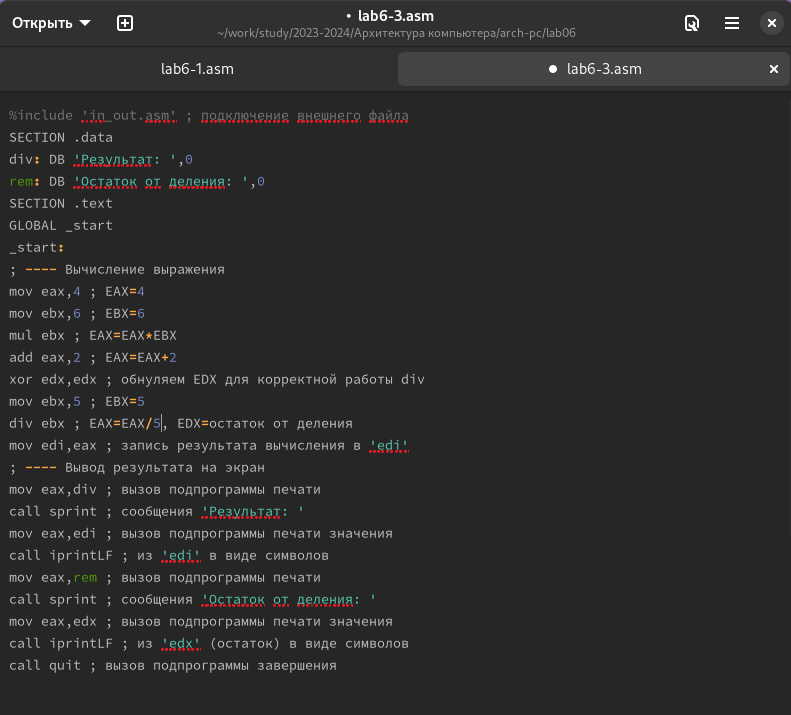 Открыть
• lab6-3.asm
~/work/study/2023-2024/Архитектура компьютера/arch-pc/lab06
lab6-1.asm
● lab6-3.asm
%include 'in_out.asm' ; подключение внешнего файла
SECTION .data
div: DB 'Результат: ',0
rem: DB 'Остаток от деления: ',0
SECTION .text
GLOBAL _start
_start:
; ---- Вычисление выражения
mov eax,4 ; EAX=4
mov ebx,6 ; EBX=6
mul ebx ; EAX=EAX*EBX
add eax,2 ; EAX=EAX+2
xor edx,edx ; обнуляем EDX для корректной работы div
mov ebx,5 ; EBX=5
div ebx ; EAX=EAX/5, EDX=остаток от деления
mov edi,eax ; запись результата вычисления в 'edi'
; ---- Вывод результата на экран
mov eax,div ; вызов подпрограммы печати
call sprint ; сообщения 'Результат: '
mov eax,edi ; вызов подпрограммы печати значения
call iprintLF ; из 'edi' в виде символов
mov eax,rem ; вызов подпрограммы печати
call sprint ; сообщения 'Остаток от деления: '
mov eax,edx ; вызов подпрограммы печати значения
call iprintLF ; из 'edx' (остаток) в виде символов
call quit ; вызов подпрограммы завершения